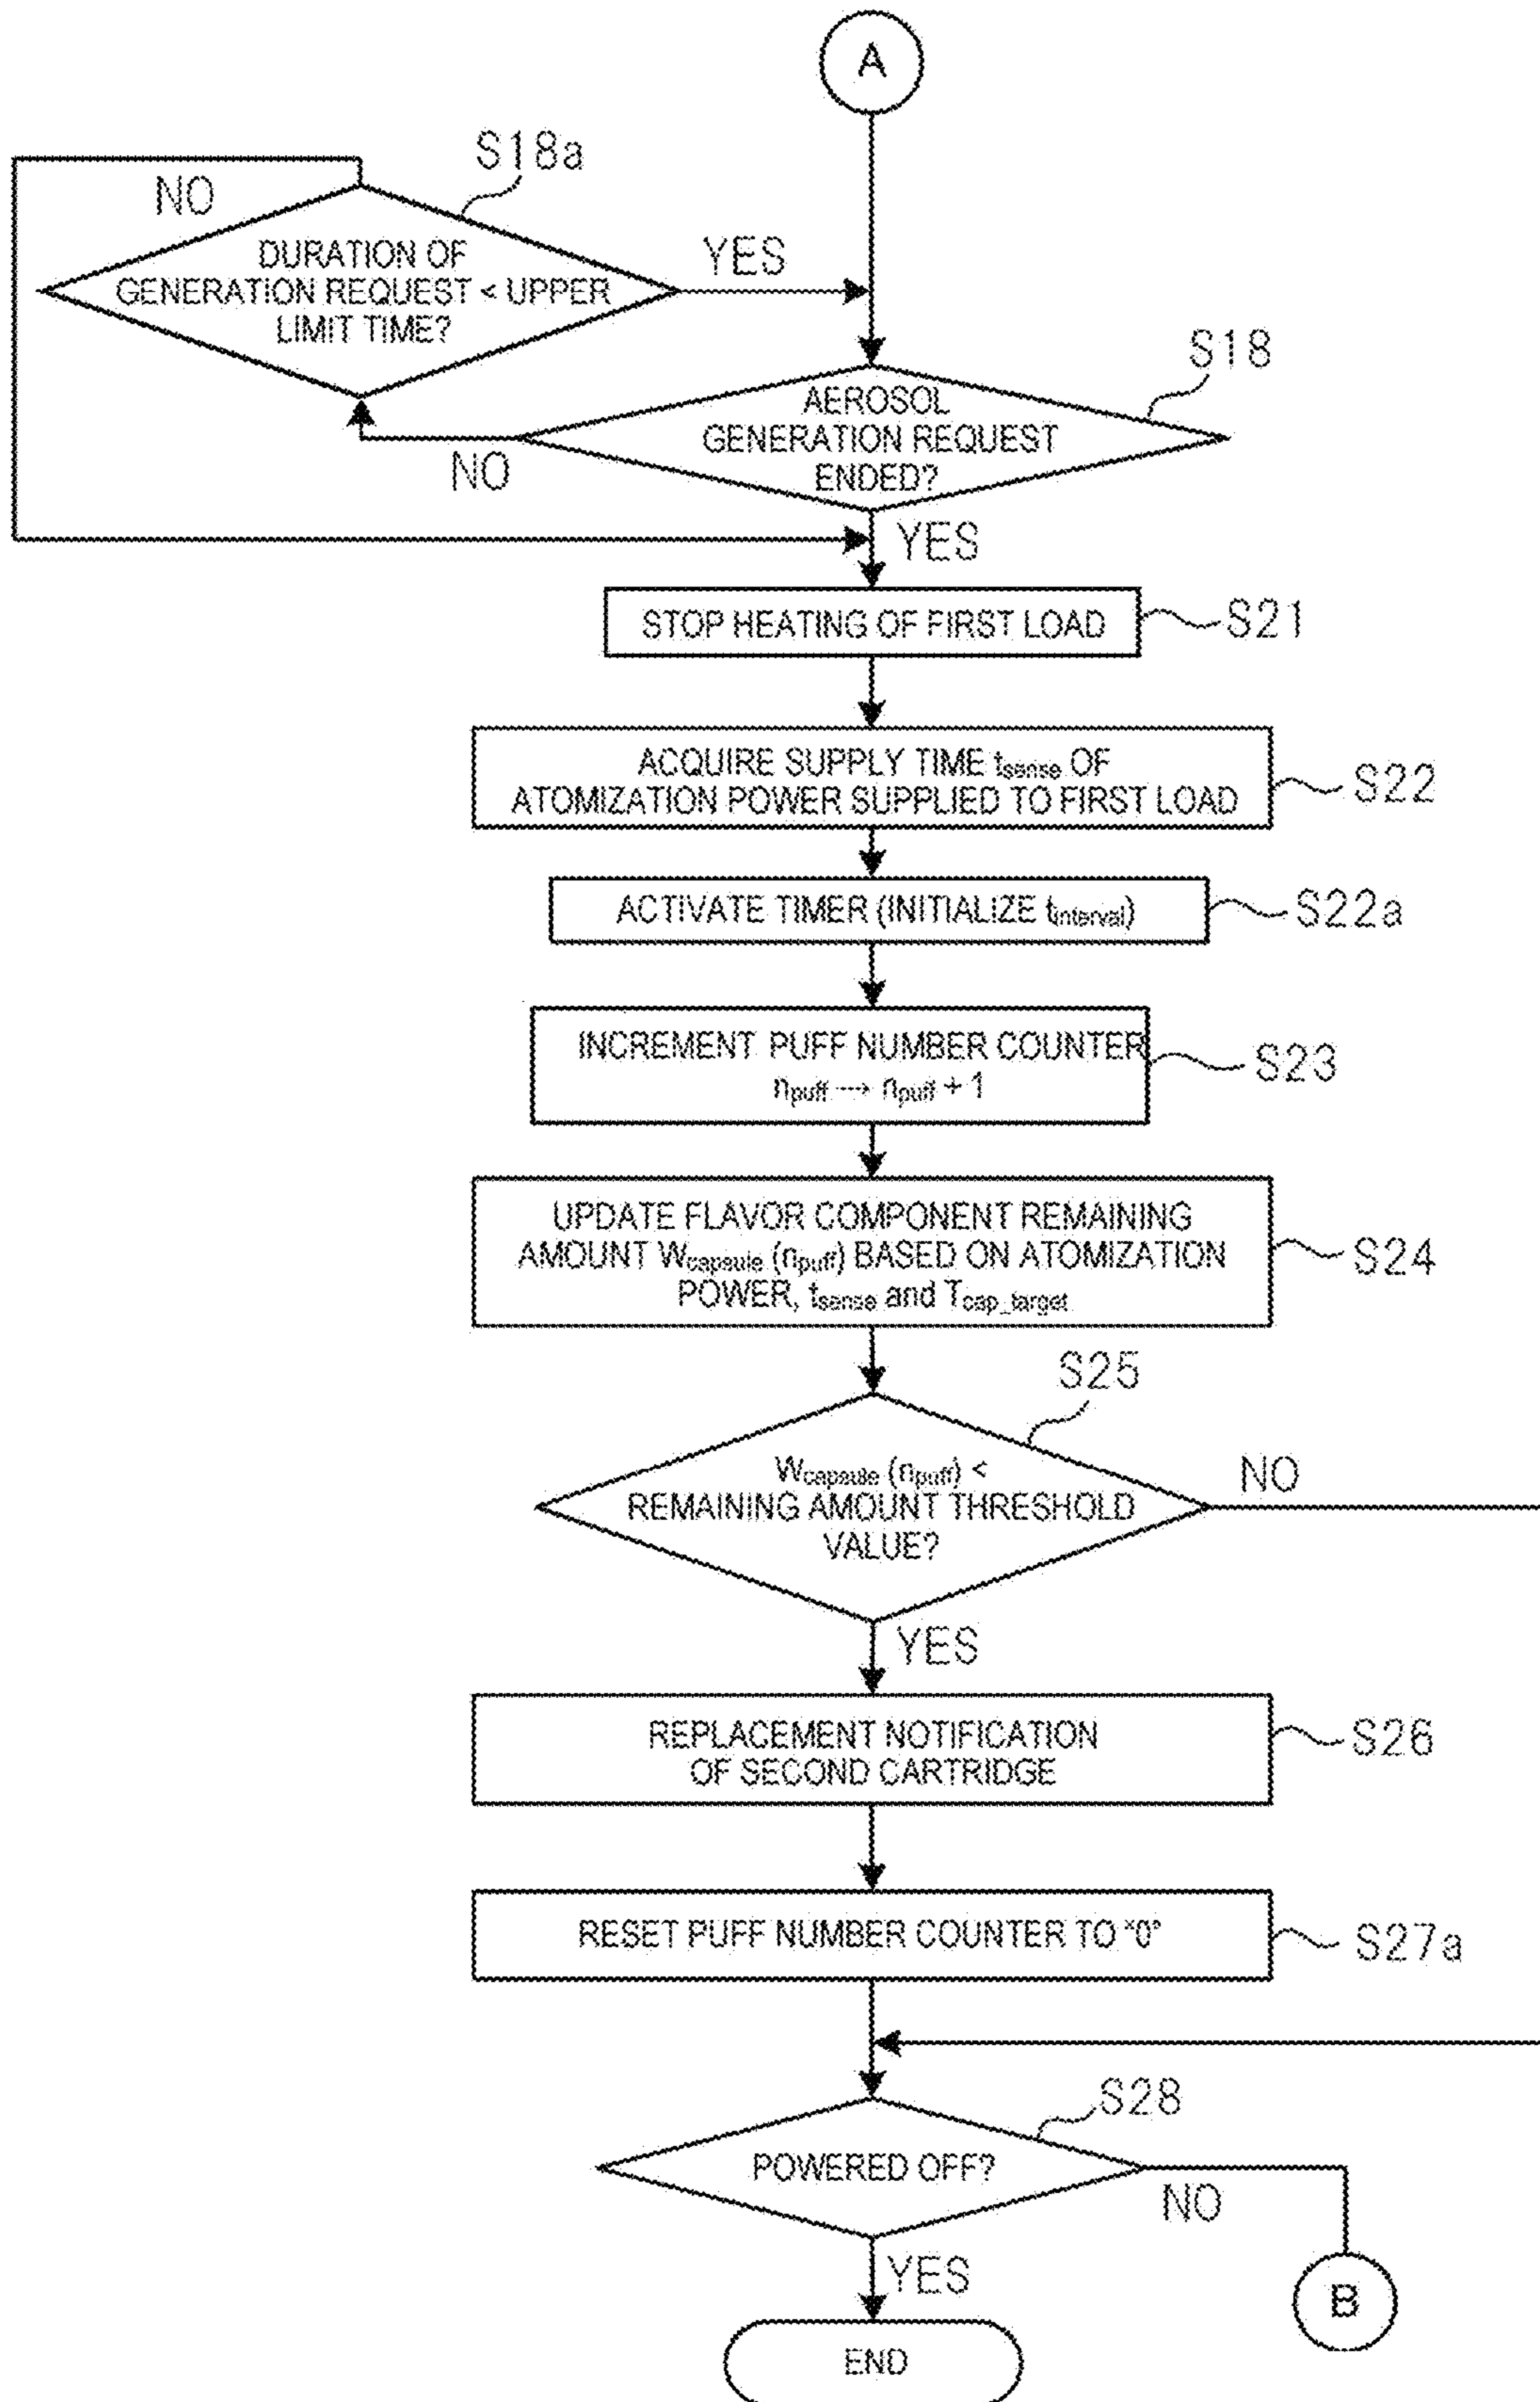 A
S18a
NO
DURATION OF
GENERATION REQUEST < UPPER
LIMIT TIME?
YES
S18
AEROSOL
GENERATION REQUEST
ENDED?
NO
YES
STOP HEATING OF FIRST LOAD
S21
ACQUIRE SUPPLY TIME tsense OF
ATOMIZATION POWER SUPPLIED TO FIRST LOAD
S22
ACTIVATE TIMER (INITIALIZE tinterval)
S22a
INCREMENT PUFF NUMBER COUNTER
npuff → npuff + 1
S23
UPDATE FLAVOR COMPONENT REMAINING
AMOUNT Wcapsule (npuff) BASED ON ATOMIZATION
POWER, tsense and Tcap_target
S24
S25
Wcapsule (npuff) <
REMAINING AMOUNT THRESHOLD
VALUE?
NO
YES
REPLACEMENT NOTIFICATION
OF SECOND CARTRIDGE
S26
RESET PUFF NUMBER COUNTER TO "0"
S27a
S28
POWERED OFF?
NO
YES
B
END